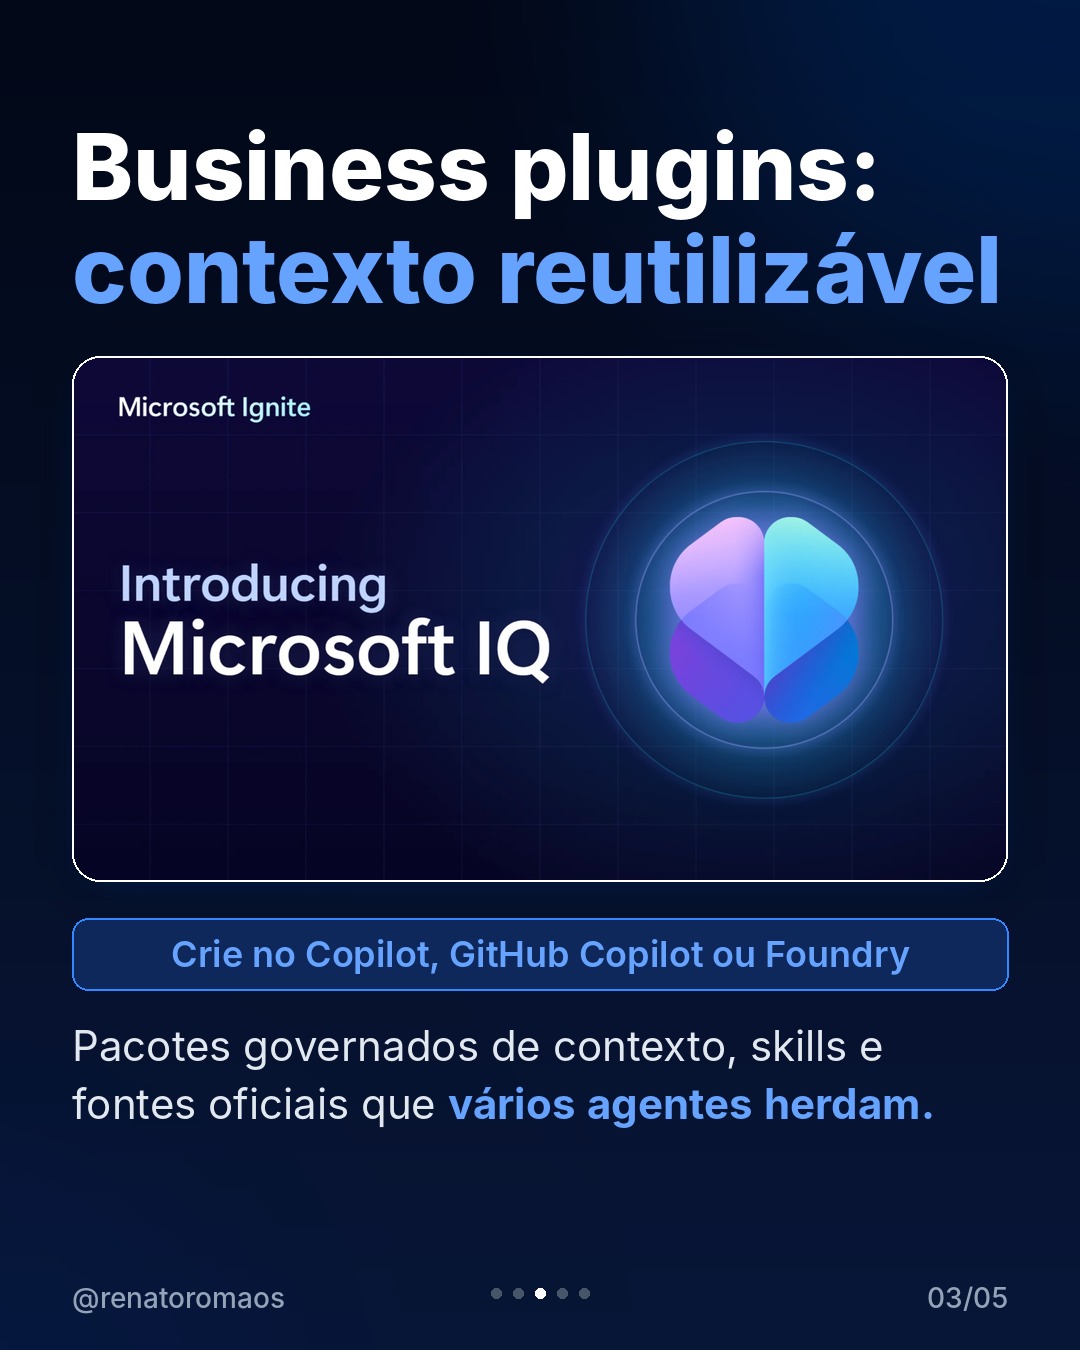 Business plugins:
contexto reutilizável
Microsoft Ignite
Introducing
Microsoft IQ
Crie no Copilot, GitHub Copilot ou Foundry
Pacotes governados de contexto, skills e
fontes oficiais que vários agentes herdam.
@renatoromaos
03/05